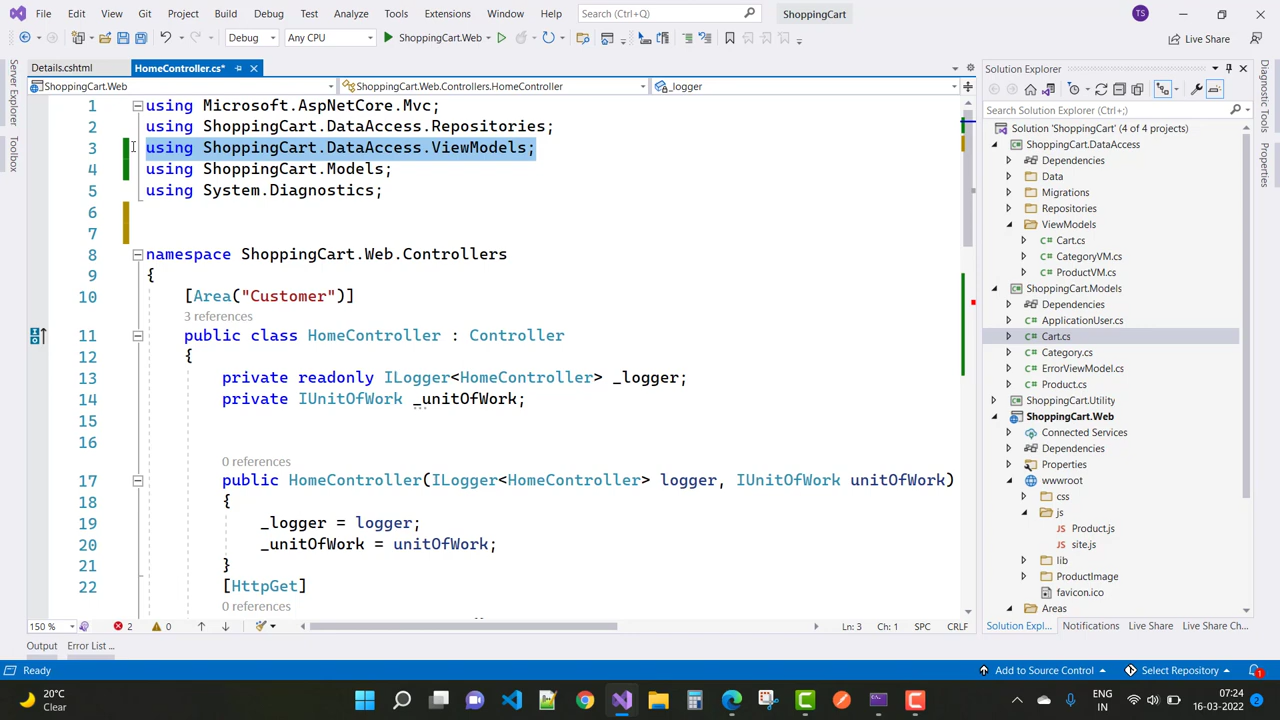 File Edit View Git Project Build Debug Test Analyze Tools Extensions Window Help Search (Ctrl+Q) ShoppingCart TS
Debug Any CPU ShoppingCart.Web Live Share
Server Explorer
Toolbox
Details.cshtml HomeController.cs*
ShoppingCart.Web ShoppingCart.Web.Controllers.HomeController _logger
1 using Microsoft.AspNetCore.Mvc;
2 using ShoppingCart.DataAccess.Repositories;
3 using ShoppingCart.DataAccess.ViewModels;
4 using ShoppingCart.Models;
5 using System.Diagnostics;
6
7
8 namespace ShoppingCart.Web.Controllers
9 {
10 [Area("Customer")]
3 references
11 public class HomeController : Controller
12 {
13 private readonly ILogger<HomeController> _logger;
14 private IUnitOfWork _unitOfWork;
15
16
0 references
17 public HomeController(ILogger<HomeController> logger, IUnitOfWork unitOfWork)
18 {
19 _logger = logger;
20 _unitOfWork = unitOfWork;
21 }
22 [HttpGet]
0 references
150 % 2 0 Ln: 3 Ch: 1 SPC CRLF
Output Error List ...
Solution Explorer
Search Solution Explorer (Ctrl+;)
Solution 'ShoppingCart' (4 of 4 projects)
ShoppingCart.DataAccess
Dependencies
Data
Migrations
Repositories
ViewModels
Cart.cs
CategoryVM.cs
ProductVM.cs
ShoppingCart.Models
Dependencies
ApplicationUser.cs
Cart.cs
Category.cs
ErrorViewModel.cs
Product.cs
ShoppingCart.Utility
ShoppingCart.Web
Connected Services
Dependencies
Properties
wwwroot
css
js
Product.js
site.js
lib
ProductImage
favicon.ico
Areas
Solution Expl... Notifications Live Share Live Share Ch...
Diagnostic Tools
Properties
Ready Add to Source Control Select Repository 1
20°C
Clear
ENG
IN
07:24
16-03-2022
2